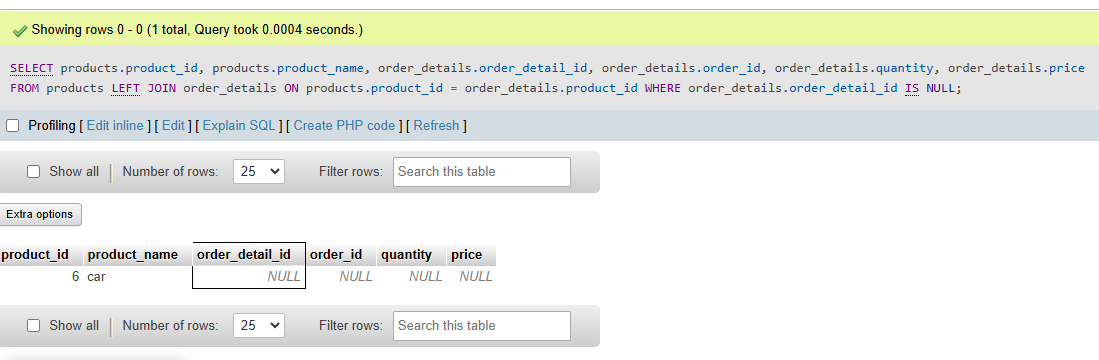 Showing rows 0 - 0 (1 total, Query took 0.0004 seconds.)
SELECT products.product_id, products.product_name, order_details.order_detail_id, order_details.order_id, order_details.quantity, order_details.price
FROM products LEFT JOIN order_details ON products.product_id = order_details.product_id WHERE order_details.order_detail_id IS NULL;
Profiling [ Edit inline ] [ Edit ] [ Explain SQL ] [ Create PHP code ] [ Refresh ]
Show all Number of rows: 25 Filter rows: Search this table
Extra options
product_id product_name order_detail_id order_id quantity price
6 car NULL NULL NULL NULL
Show all Number of rows: 25 Filter rows: Search this table